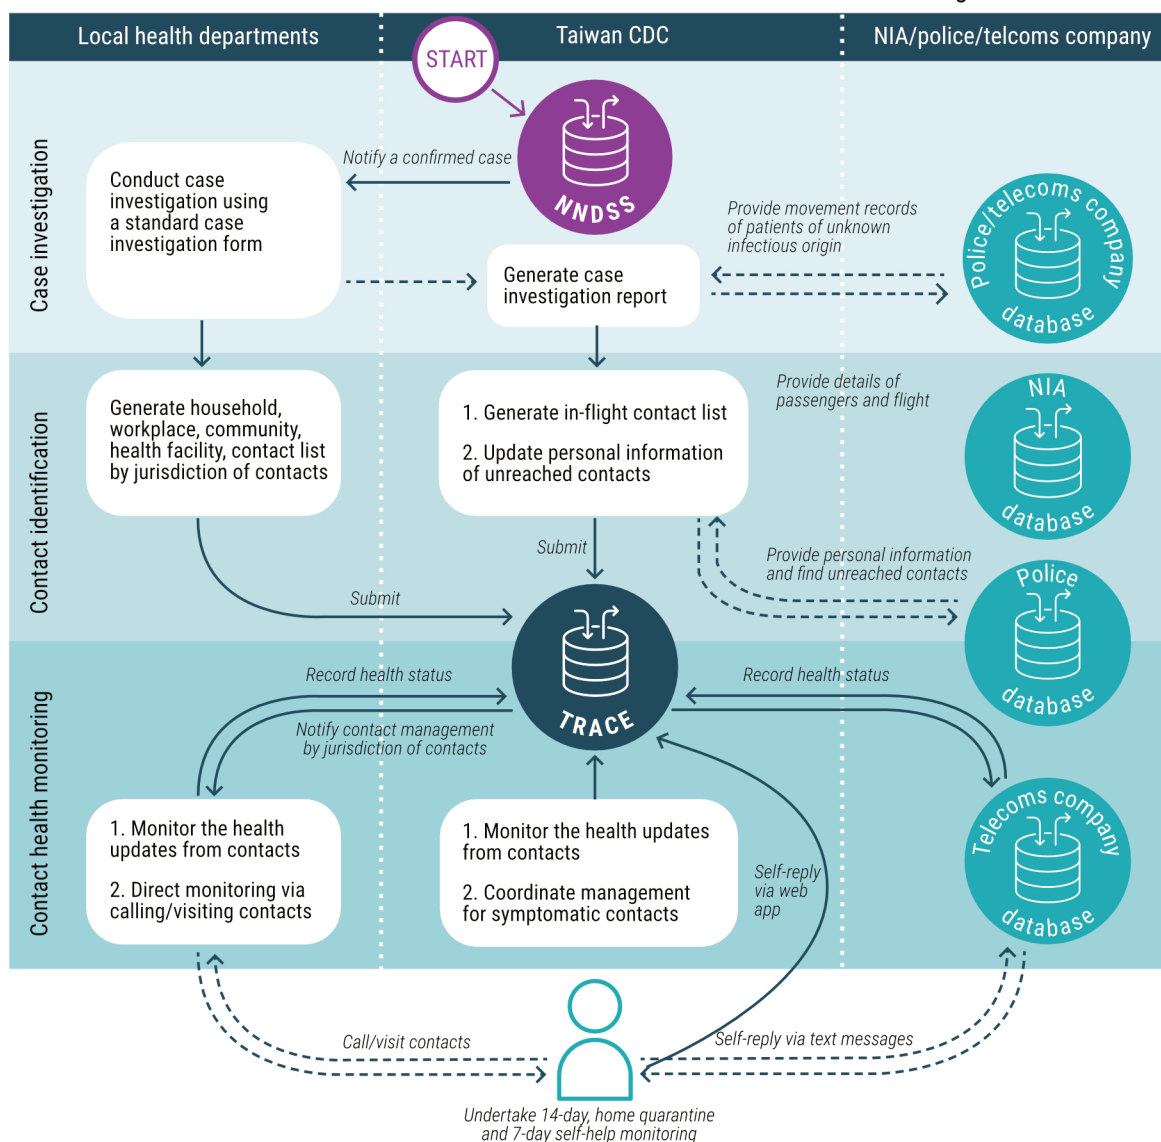 Local health departments
Taiwan CDC
NIA/police/telcoms company
START
Case investigation
NNDSS
Notify a confirmed case
Conduct case
investigation using
a standard case
investigation form
Generate case
investigation report
Provide movement records
of patients of unknown
infectious origin
Police/telecoms company
database
Contact identification
Generate household,
workplace, community,
health facility, contact list
by jurisdiction of contacts
1. Generate in-flight contact list
2. Update personal information
of unreached contacts
Provide details of
passengers and flight
NIA
database
Submit
Submit
Provide personal information
and find unreached contacts
Police
database
Contact health monitoring
TRACE
Record health status
Notify contact management
by jurisdiction of contacts
Record health status
1. Monitor the health
updates from contacts
2. Direct monitoring via
calling/visiting contacts
1. Monitor the health updates
from contacts
2. Coordinate management
for symptomatic contacts
Self-reply
via web
app
Telecoms company
database
Call/visit contacts
Self-reply via text messages
Undertake 14-day, home quarantine
and 7-day self-help monitoring